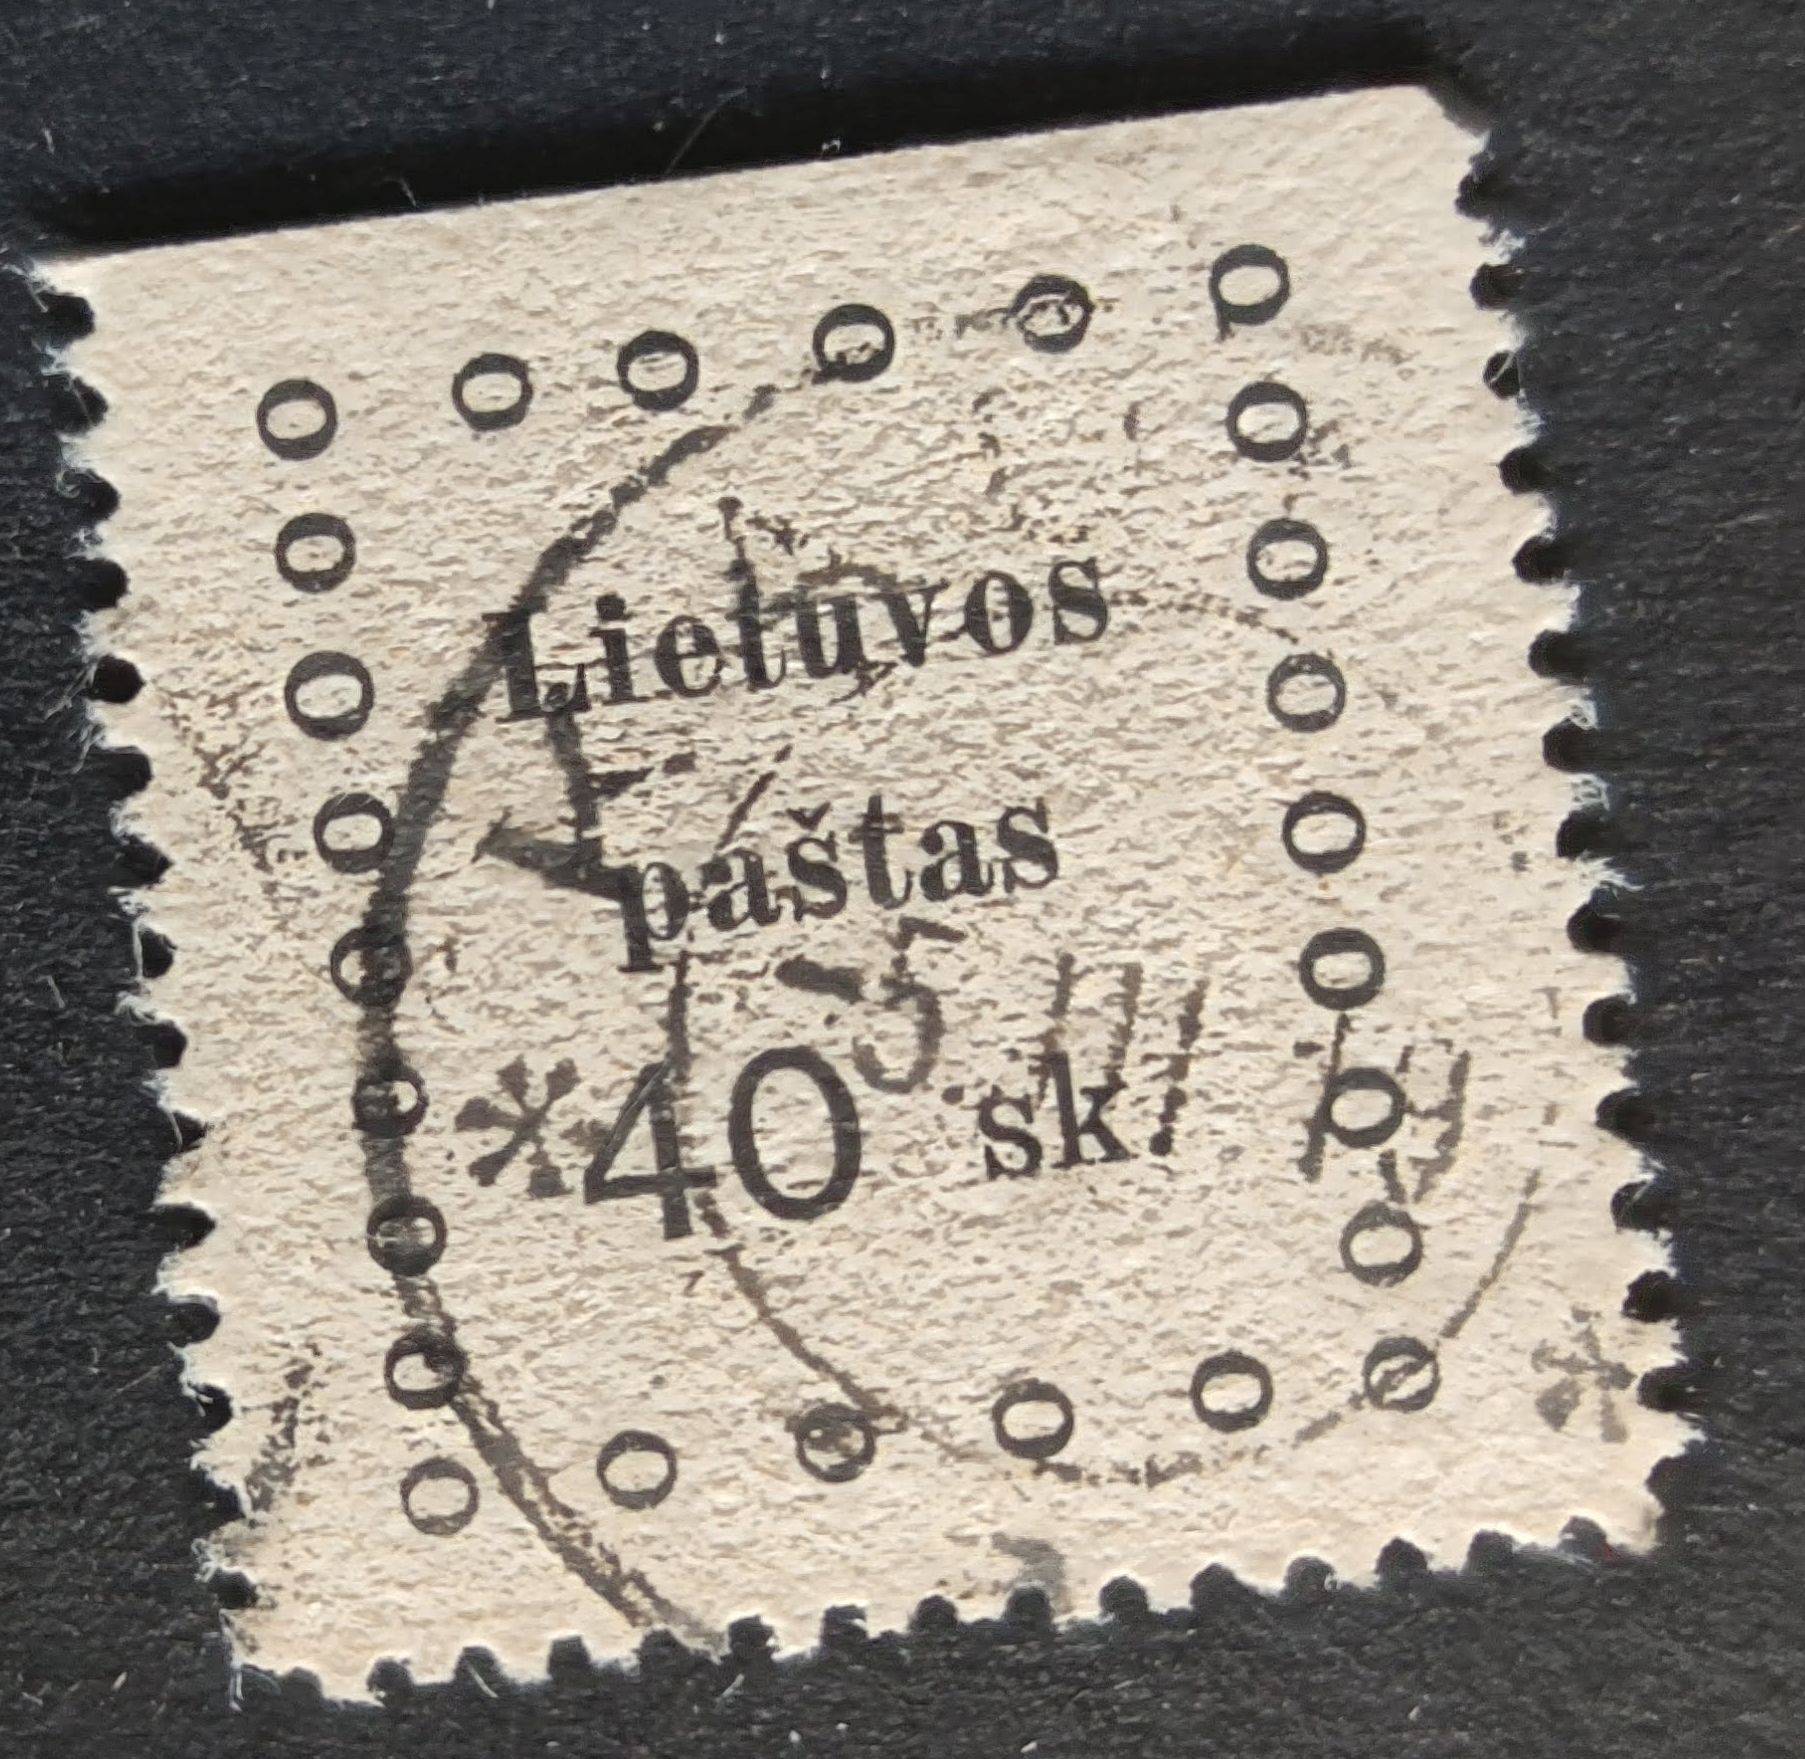 Lietuvos
paštas
40 sk.